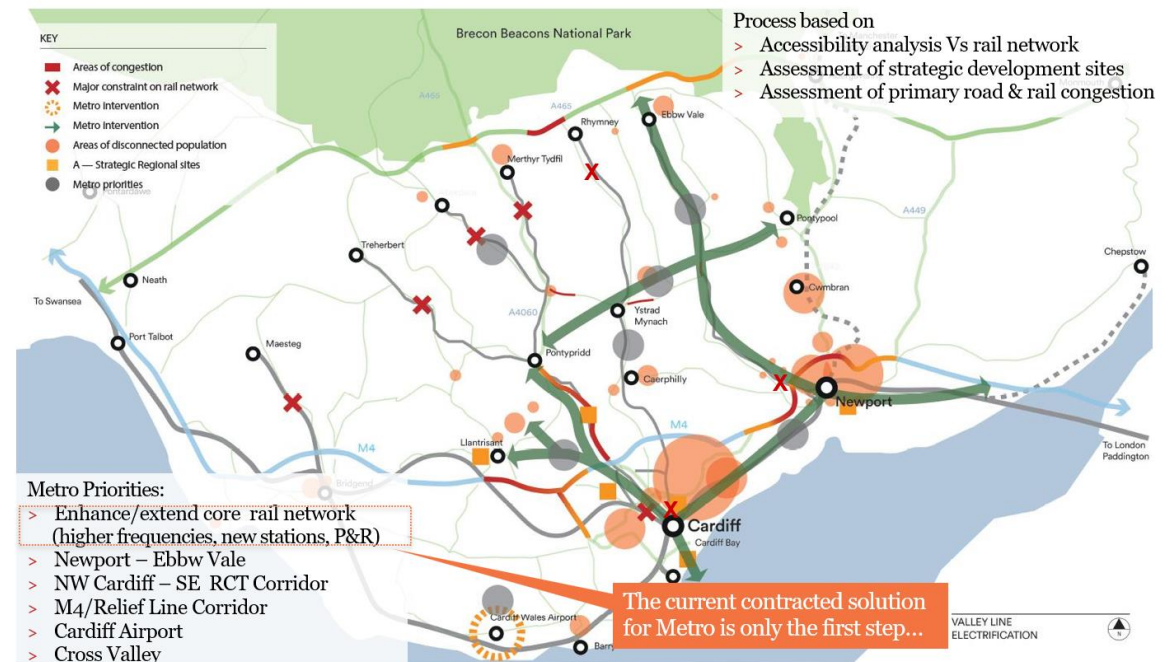 KEY
Areas of congestion
Major constraint on rail network
Metro Intervention
Metro Intervention
Areas of disconnected population
A — Strategic Regional sites
Metro priorities
Pontardawe
Brecon Beacons National Park
Process based on
> Accessibility analysis Vs rail network
> Assessment of strategic development sites
> Assessment of primary road & rail congestion
A465
A465
Rhymney
Ebbw Vale
Merthyr Tydfil
Treherbert
Pontypool
A449
Chepstow
Neath
To Swansea
Port Talbot
Maesteg
A4060
Ystrad
Mynach
Cwmbran
Pontypridd
Caerphilly
Newport
M4
M4
Llantrisant
To London
Paddington
Bridgend
Cardiff
Cardiff Bay
Metro Priorities:
> Enhance/extend core rail network
(higher frequencies, new stations, P&R)
> Newport – Ebbw Vale
> NW Cardiff – SE RCT Corridor
> M4/Relief Line Corridor
> Cardiff Airport
> Cross Valley
Cardiff Wales Airport
Barry
The current contracted solution
for Metro is only the first step...
VALLEY LINE
ELECTRIFICATION
N